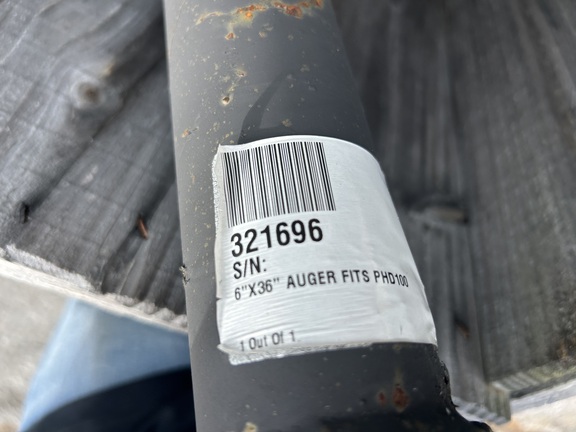 321696
S/N:
6"X36" AUGER FITS PHD100
1 Out Of 1